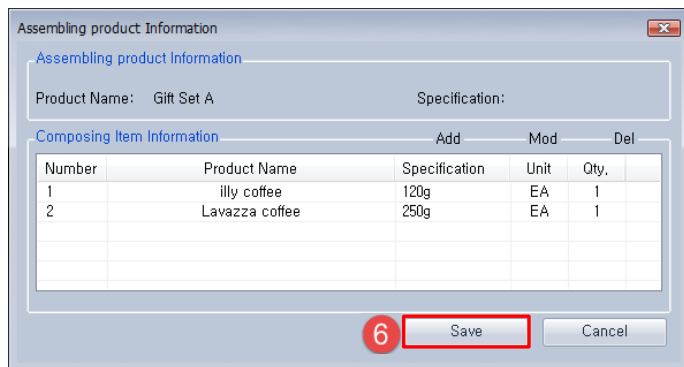 Assembling product Information
Assembling product Information
Product Name: Gift Set A Specification:
Composing Item Information Add Mod Del
Number Product Name Specification Unit Qty,
1 illy coffee 120g EA 1
2 Lavazza coffee 250g EA 1
6 Save Cancel